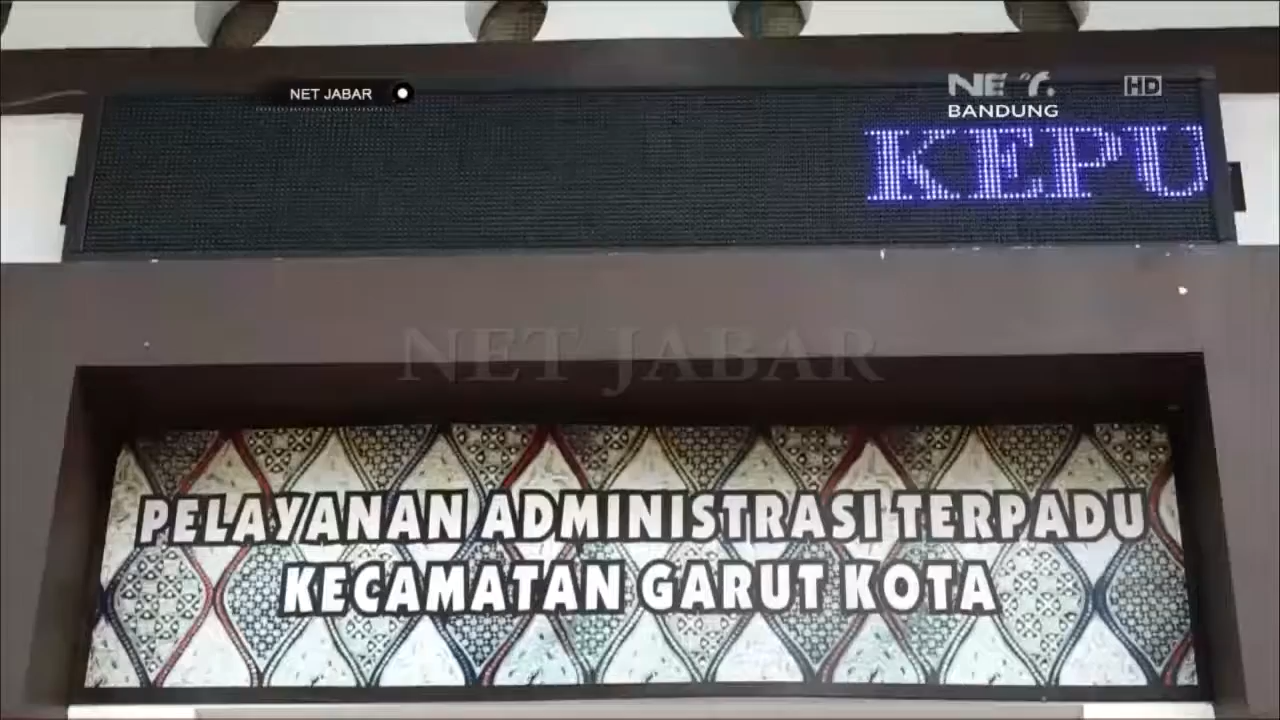 NET JABAR
NET.
BANDUNG
HD
KEPU
NET JABAR
PELAYANAN ADMINISTRASI TERPADU
KECAMATAN GARUT KOTA